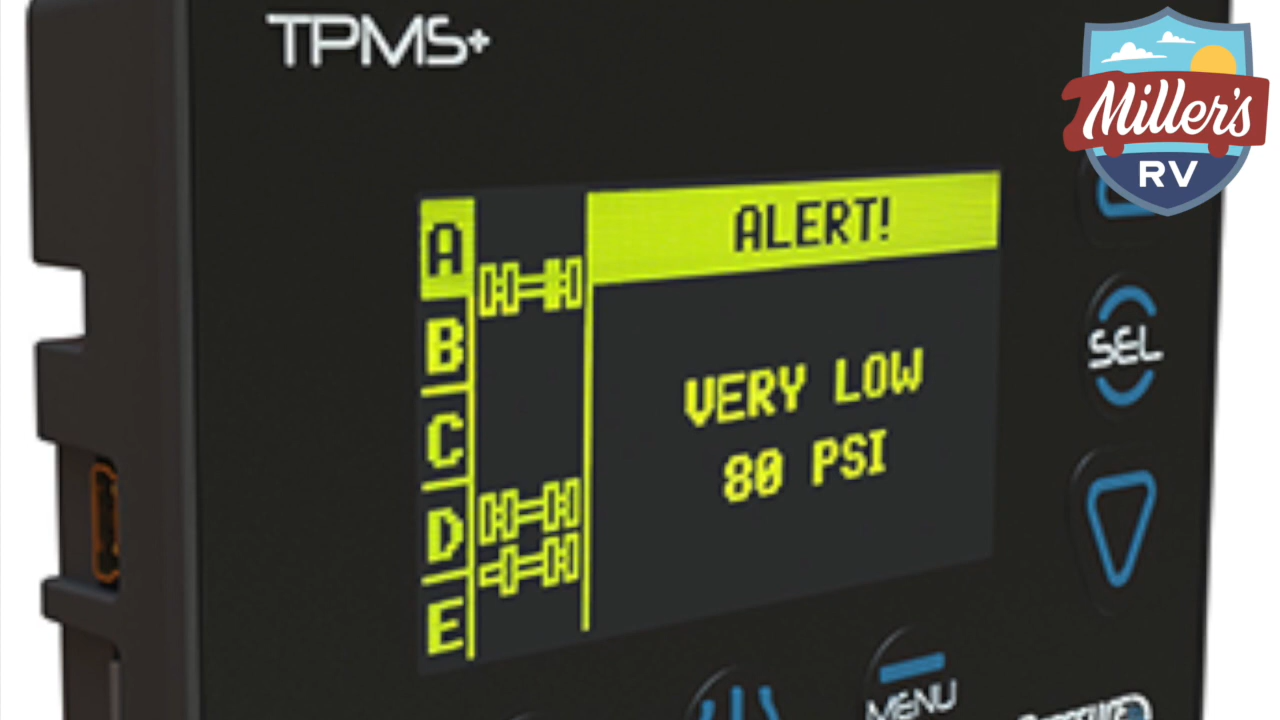 TPMS+
Miller's
RV
A
ALERT!
B
VERY LOW
SEL
C
80 PSI
D
E
MENU